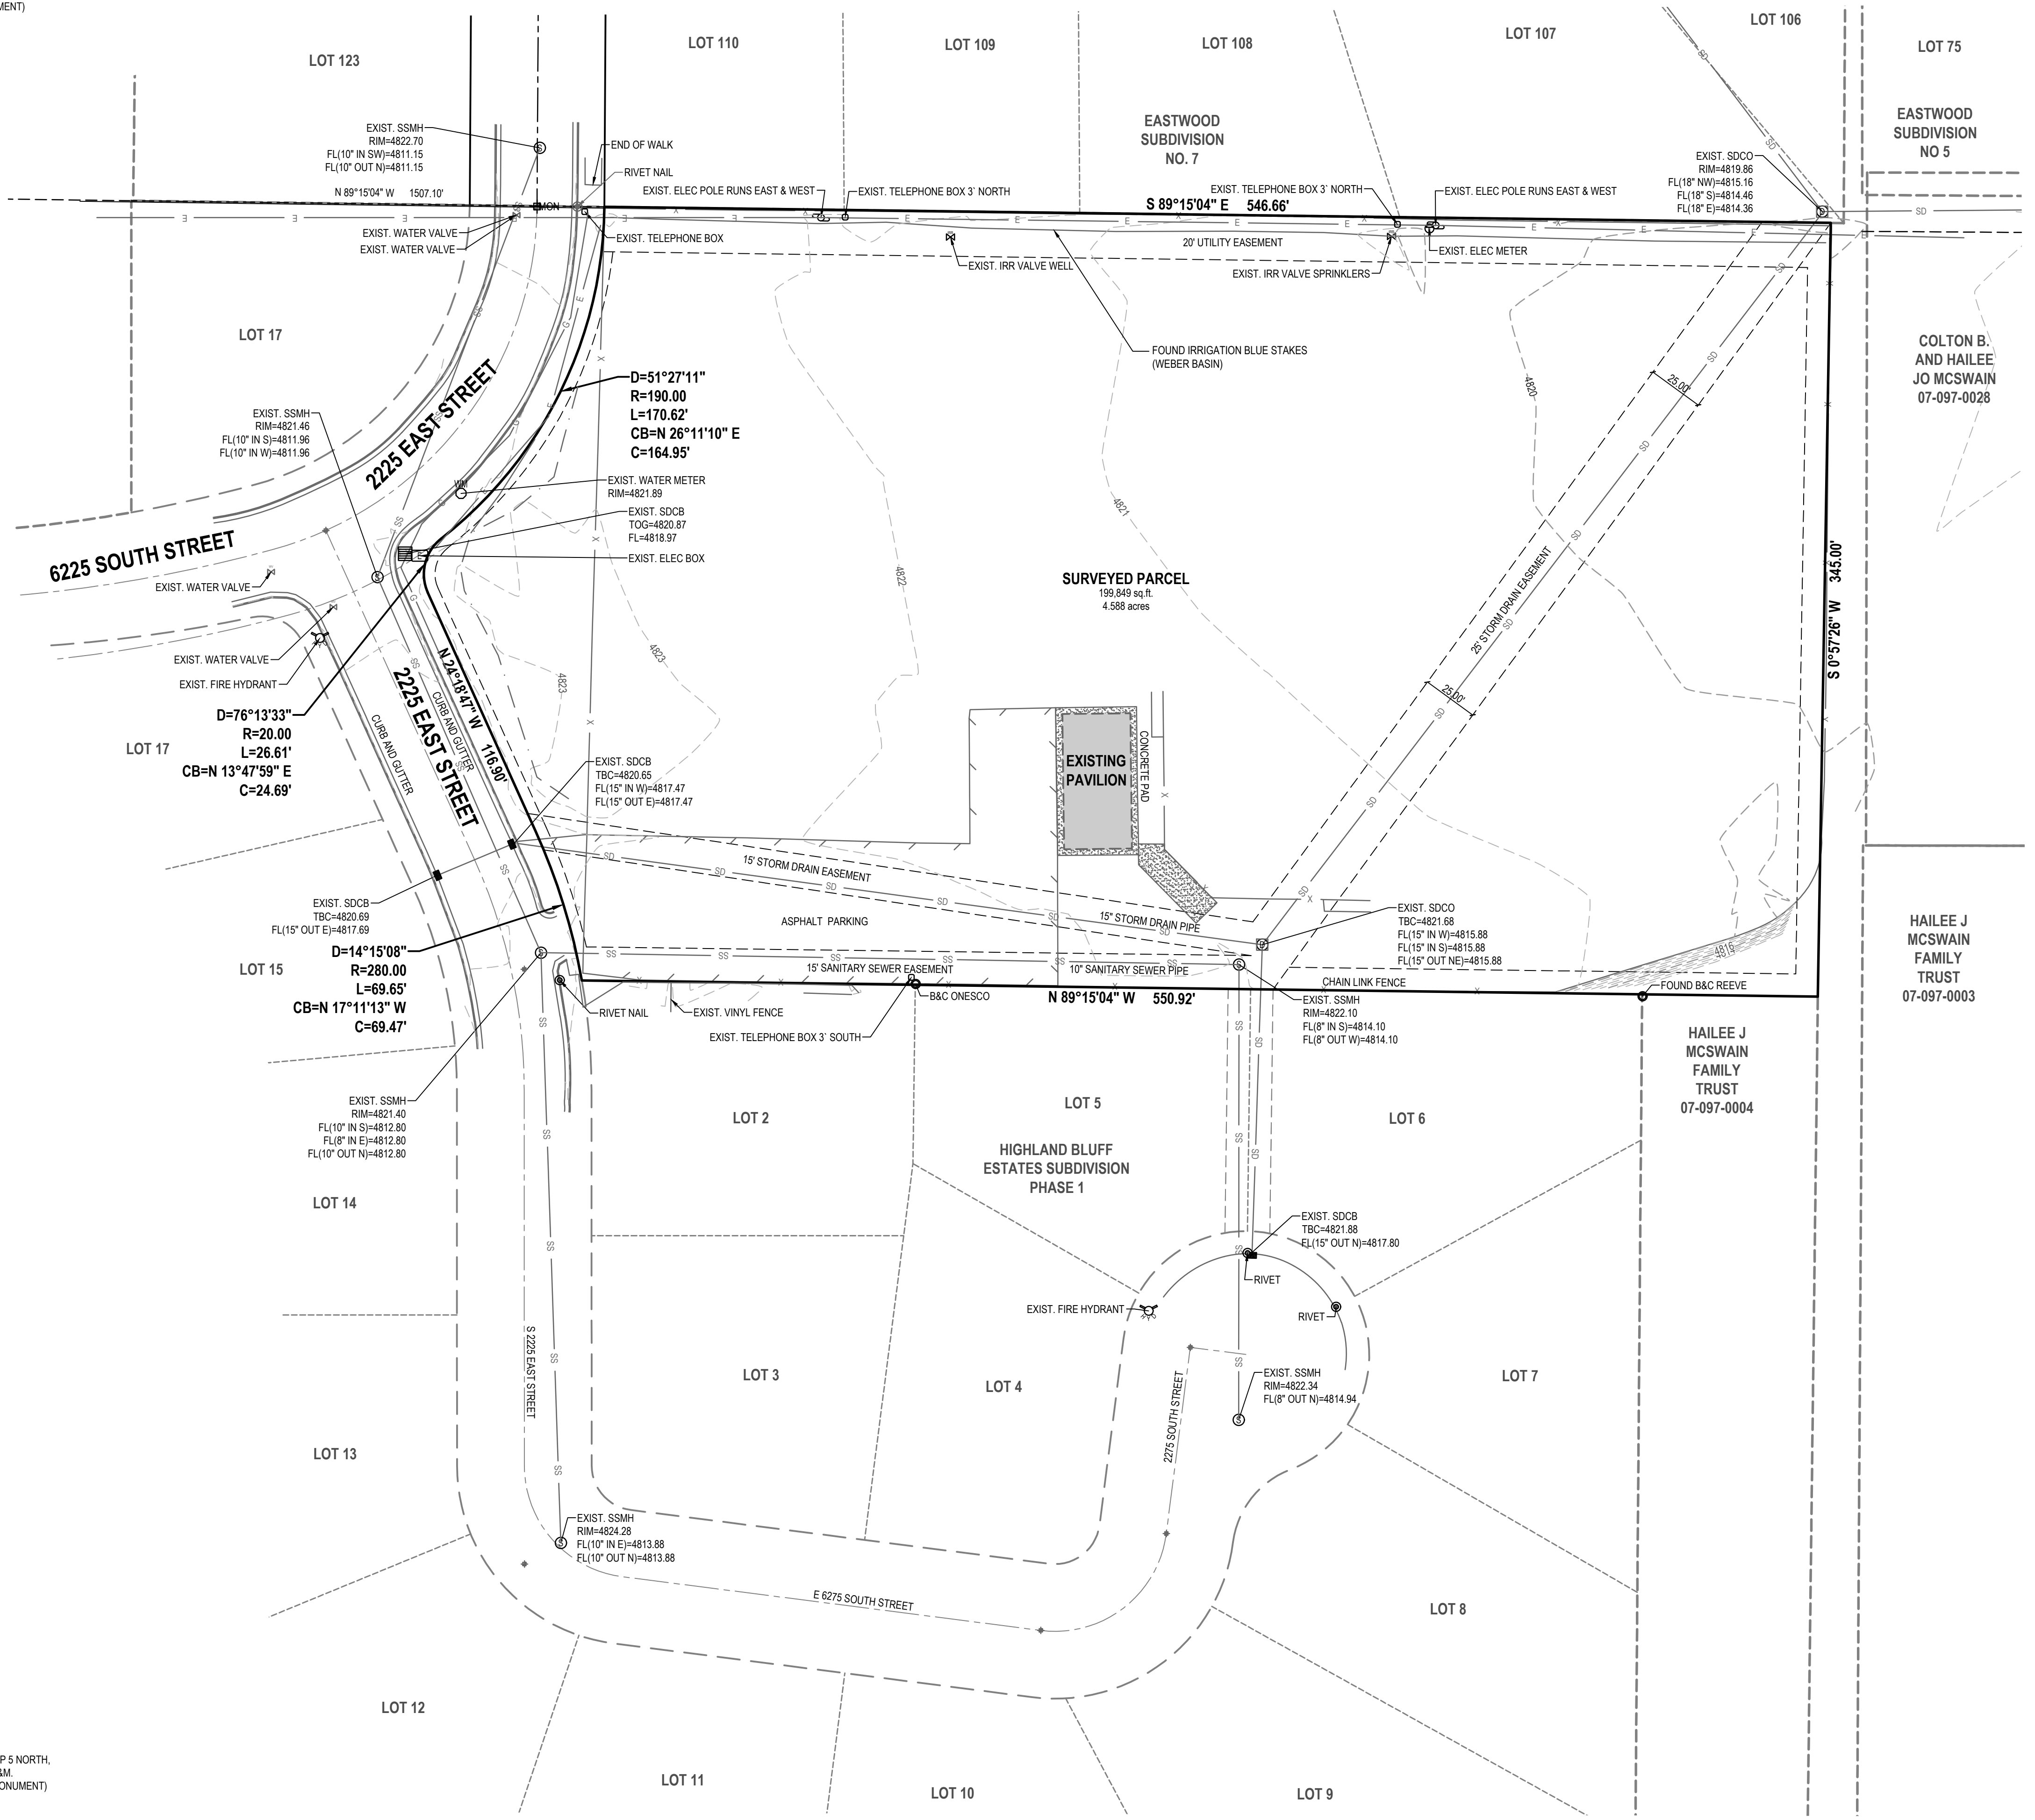 MENT)
LOT 123
LOT 110
LOT 109
LOT 108
LOT 107
LOT 106
LOT 75
EASTWOOD
SUBDIVISION
NO. 7
EASTWOOD
SUBDIVISION
NO 5
EXIST. SSMH
RIM=4822.70
FL(10" IN SW)=4811.15
FL(10" OUT N)=4811.15
N 89°15'04" W 1507.10'
END OF WALK
RIVET NAIL
MON
EXIST. ELEC POLE RUNS EAST & WEST
EXIST. TELEPHONE BOX 3` NORTH
S 89°15'04" E 546.66'
EXIST. TELEPHONE BOX 3` NORTH
EXIST. ELEC POLE RUNS EAST & WEST
EXIST. SDCO
RIM=4819.86
FL(18" NW)=4815.16
FL(18" S)=4814.46
FL(18" E)=4814.36
EXIST. WATER VALVE
EXIST. WATER VALVE
EXIST. TELEPHONE BOX
EXIST. IRR VALVE WELL
20' UTILITY EASEMENT
EXIST. IRR VALVE SPRINKLERS
EXIST. ELEC METER
LOT 17
2225 EAST STREET
FOUND IRRIGATION BLUE STAKES
(WEBER BASIN)
COLTON B.
AND HAILEE
JO MCSWAIN
07-097-0028
D=51°27'11"
R=190.00
L=170.62'
CB=N 26°11'10" E
C=164.95'
25.00'
4820
4821
EXIST. SSMH
RIM=4821.46
FL(10" IN S)=4811.96
FL(10" IN W)=4811.96
WM
EXIST. WATER METER
RIM=4821.89
EXIST. SDCB
TOG=4820.87
FL=4818.97
EXIST. ELEC BOX
6225 SOUTH STREET
EXIST. WATER VALVE
4822
SURVEYED PARCEL
199,849 sq.ft.
4.588 acres
25' STORM DRAIN EASEMENT
S 0°57'26" W 345.00'
EXIST. WATER VALVE
EXIST. FIRE HYDRANT
4823
4823
25.00'
N 24°18'47" W 116.90'
2225 EAST STREET
CURB AND GUTTER
CURB AND GUTTER
LOT 17
D=76°13'33"
R=20.00
L=26.61'
CB=N 13°47'59" E
C=24.69'
EXIST. SDCB
TBC=4820.65
FL(15" IN W)=4817.47
FL(15" OUT E)=4817.47
EXISTING
PAVILION
CONCRETE PAD
15' STORM DRAIN EASEMENT
ASPHALT PARKING
15" STORM DRAIN PIPE
EXIST. SDCB
TBC=4820.69
FL(15" OUT E)=4817.69
D=14°15'08"
R=280.00
L=69.65'
CB=N 17°11'13" W
C=69.47'
LOT 15
EXIST. SDCO
TBC=4821.68
FL(15" IN W)=4815.88
FL(15" IN S)=4815.88
FL(15" OUT NE)=4815.88
4816
HAILEE J
MCSWAIN
FAMILY
TRUST
07-097-0003
15' SANITARY SEWER EASEMENT
10" SANITARY SEWER PIPE
CHAIN LINK FENCE
FOUND B&C REEVE
B&C ONESCO
N 89°15'04" W 550.92'
RIVET NAIL
EXIST. VINYL FENCE
EXIST. TELEPHONE BOX 3` SOUTH
EXIST. SSMH
RIM=4822.10
FL(8" IN S)=4814.10
FL(8" OUT W)=4814.10
HAILEE J
MCSWAIN
FAMILY
TRUST
07-097-0004
EXIST. SSMH
RIM=4821.40
FL(10" IN S)=4812.80
FL(8" IN E)=4812.80
FL(10" OUT N)=4812.80
LOT 2
LOT 5
LOT 6
HIGHLAND BLUFF
ESTATES SUBDIVISION
PHASE 1
LOT 14
EXIST. SDCB
TBC=4821.88
FL(15" OUT N)=4817.80
RIVET
EXIST. FIRE HYDRANT
RIVET
S 2225 EAST STREET
LOT 3
LOT 4
2275 SOUTH STREET
EXIST. SSMH
RIM=4822.34
FL(8" OUT N)=4814.94
LOT 7
LOT 13
EXIST. SSMH
RIM=4824.28
FL(10" IN E)=4813.88
FL(10" OUT N)=4813.88
E 6275 SOUTH STREET
LOT 8
LOT 12
LOT 11
LOT 10
LOT 9
P 5 NORTH,
&M.
ONUMENT)